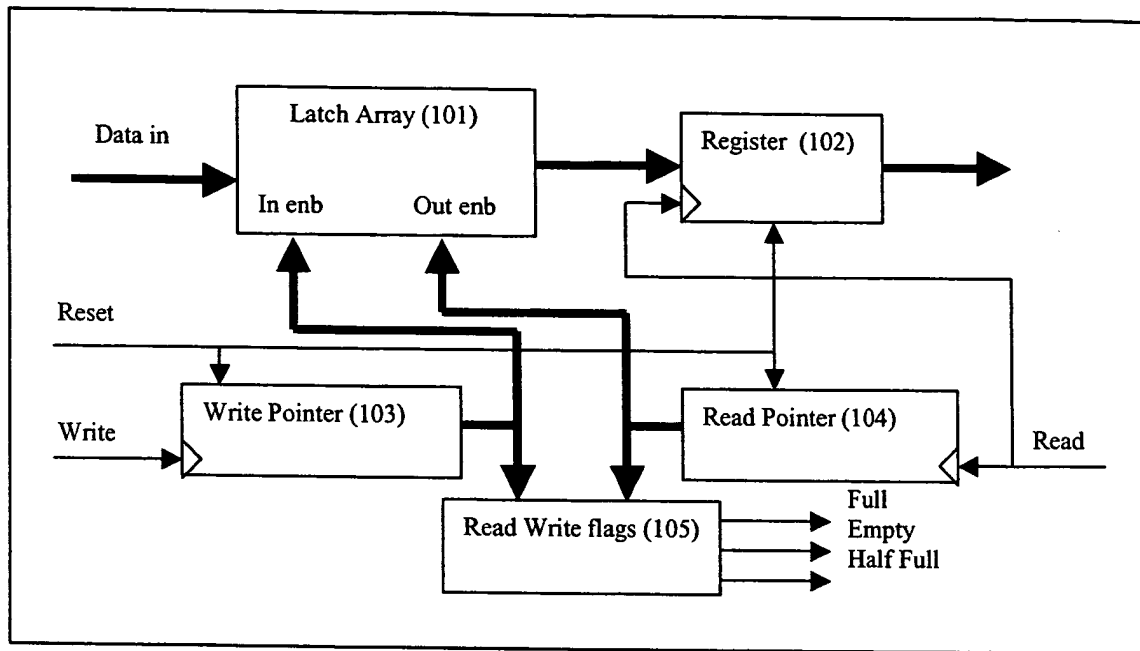 Latch Array (101)
Data in
Register (102)
In enb
Out enb
Reset
Write Pointer (103)
Read Pointer (104)
Write
Read
Full
Read Write flags (105)
Empty
Half Full